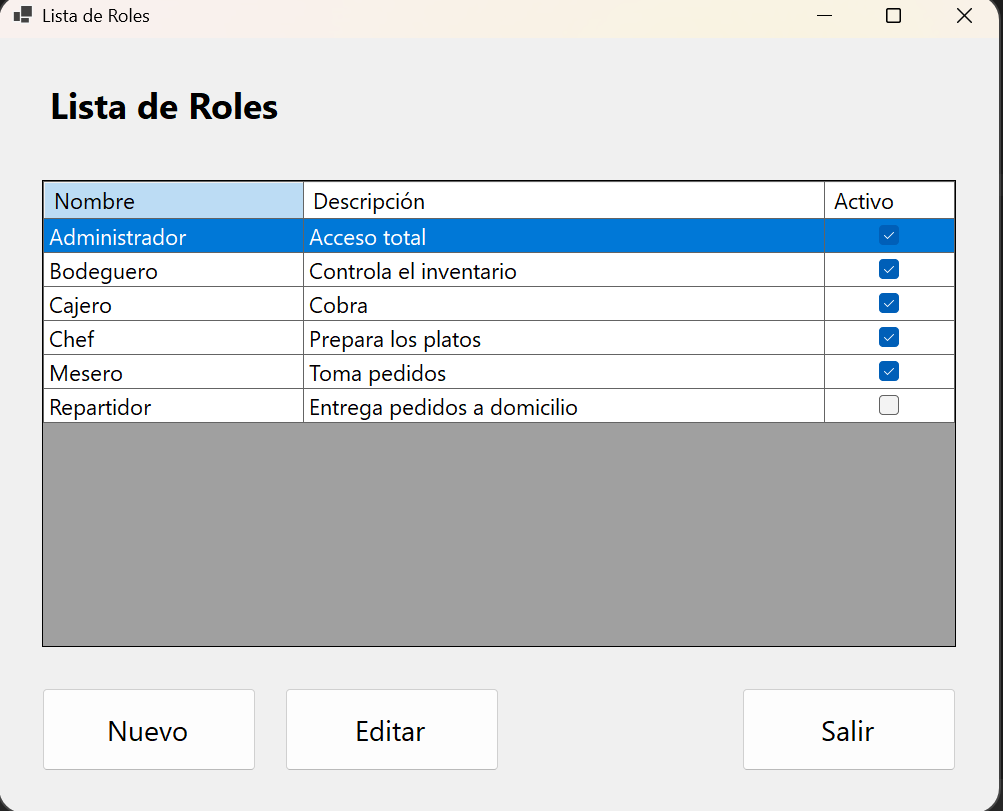 Lista de Roles
Lista de Roles
Nombre Descripción Activo
Administrador Acceso total
Bodeguero Controla el inventario
Cajero Cobra
Chef Prepara los platos
Mesero Toma pedidos
Repartidor Entrega pedidos a domicilio
Nuevo Editar Salir